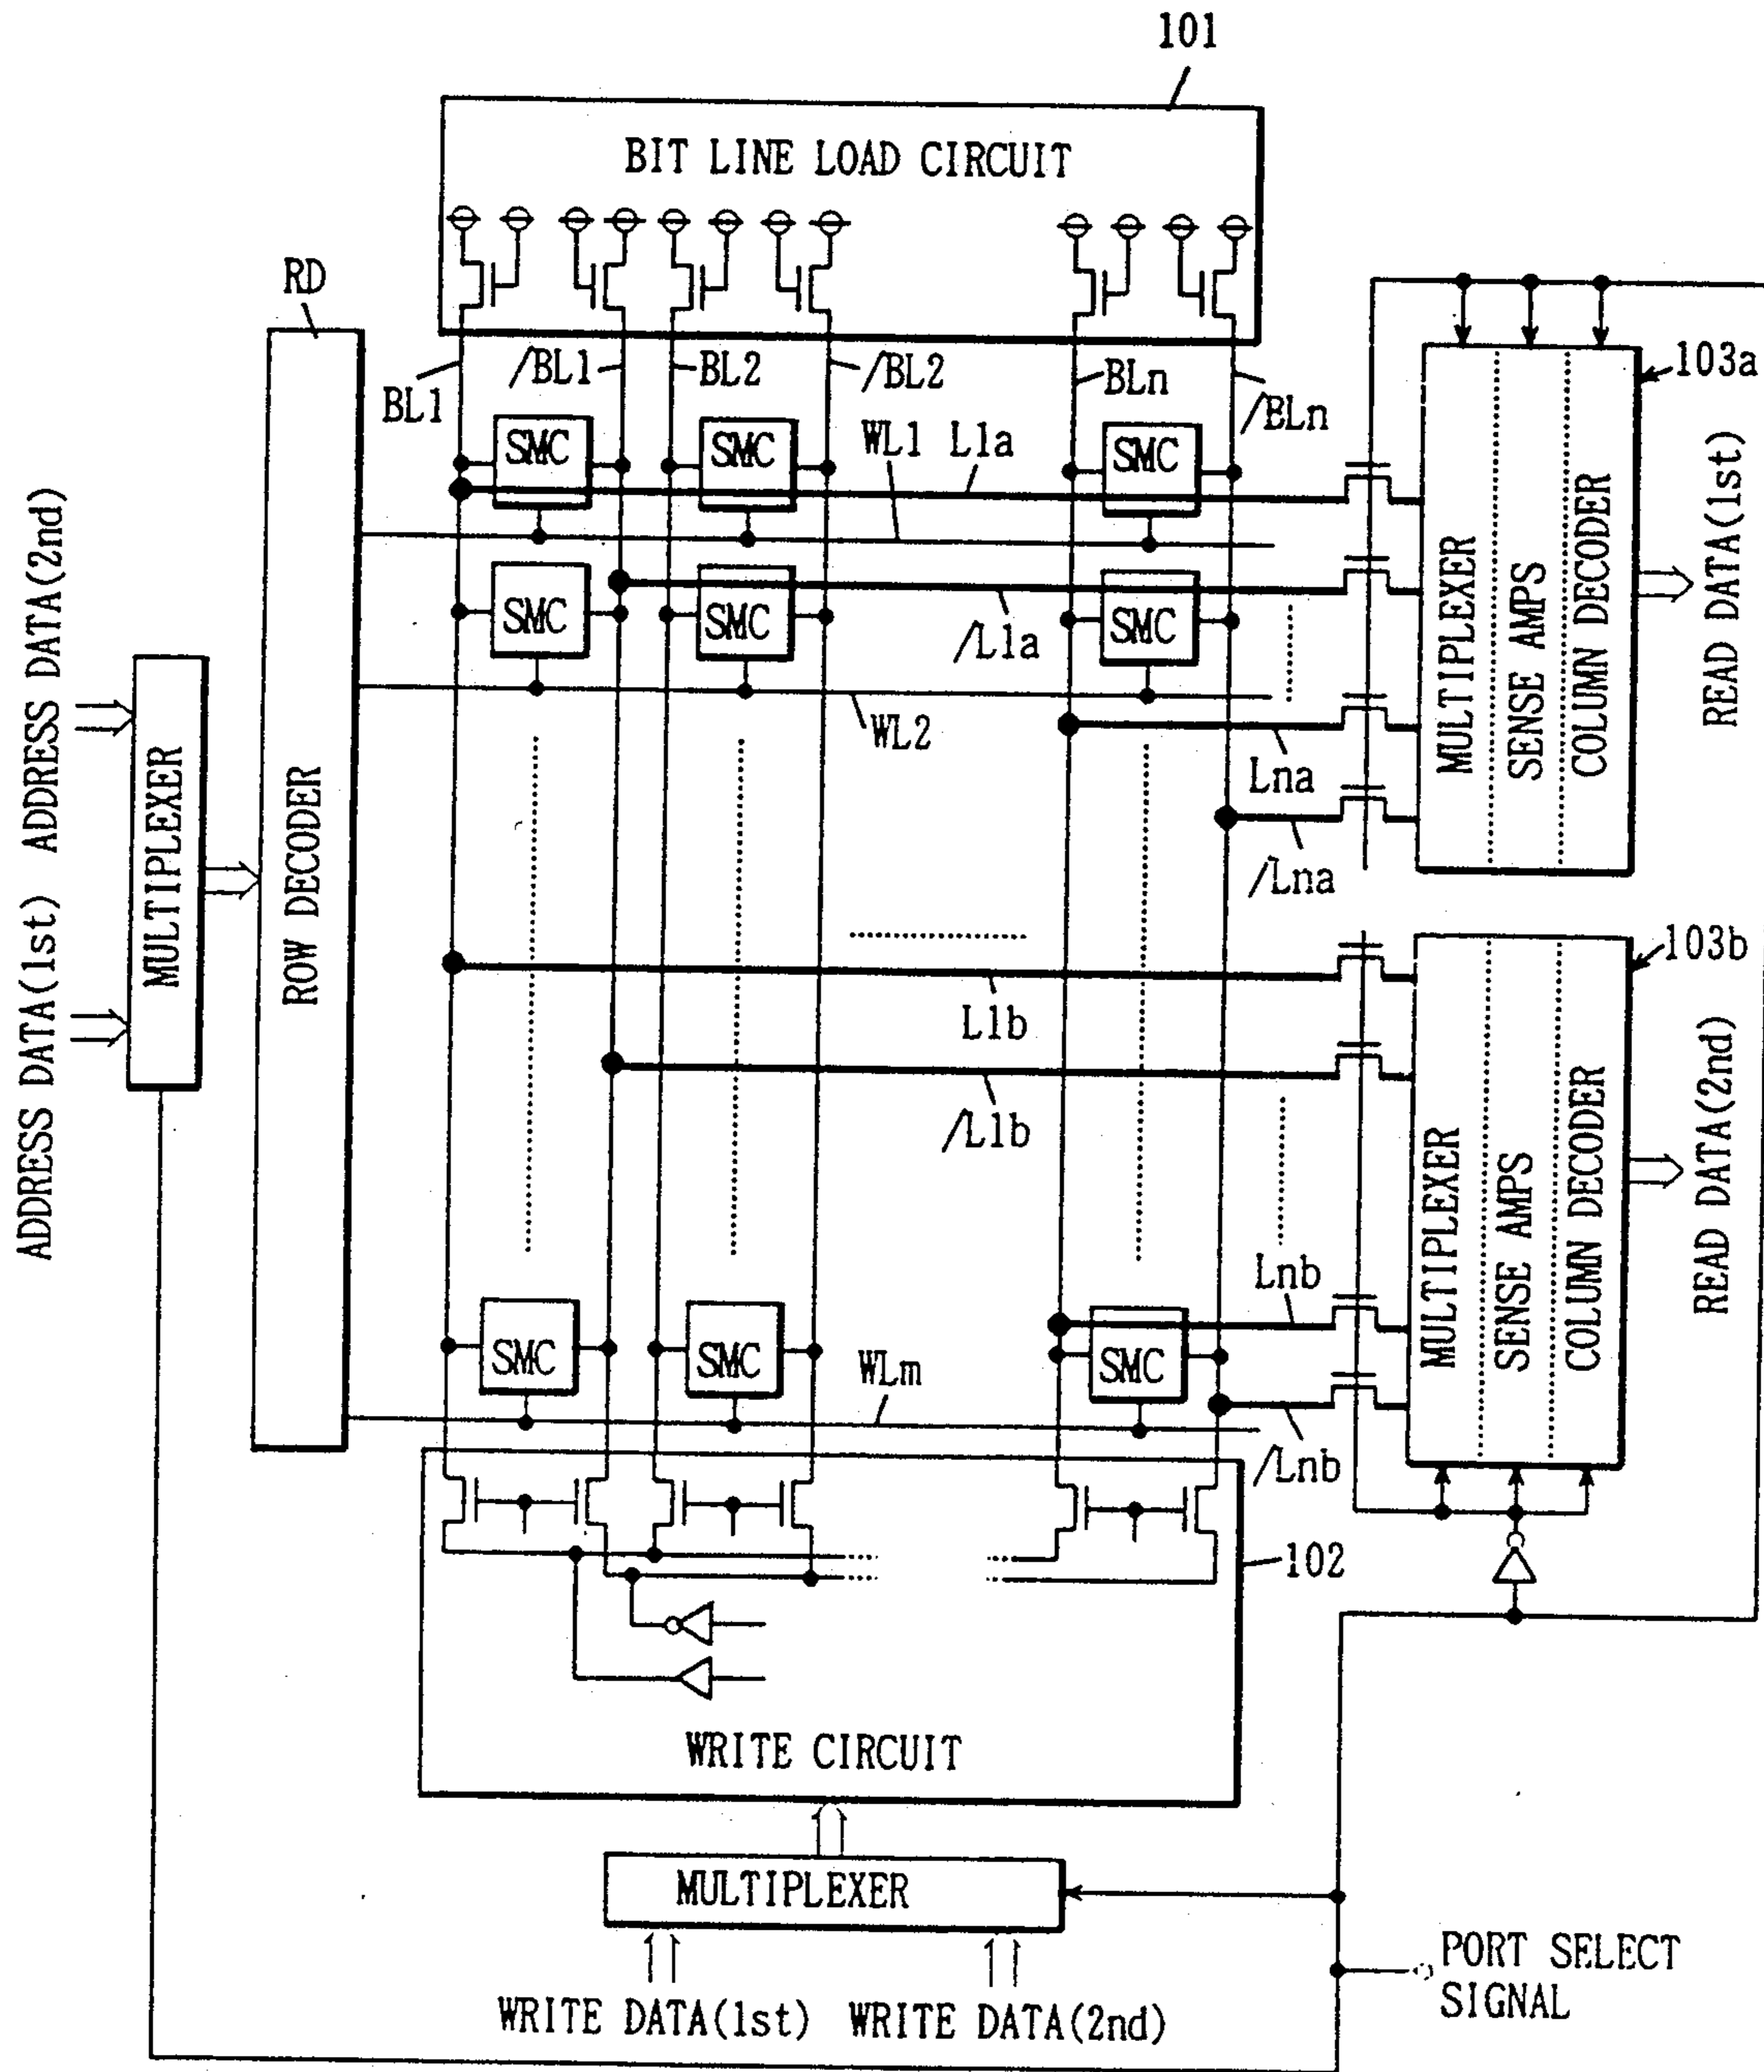 101
BIT LINE LOAD CIRCUIT
RD
BL1
/BL1
BL2
/BL2
BLn
/BLn
103a
SMC
SMC
SMC
WL1
L1a
SMC
SMC
SMC
/L1a
WL2
Lna
/Lna
MULTIPLEXER
SENSE AMPS
COLUMN DECODER
READ DATA(1st)
ADDRESS DATA(2nd)
ADDRESS DATA(1st)
MULTIPLEXER
ROW DECODER
103b
L1b
/L1b
MULTIPLEXER
SENSE AMPS
COLUMN DECODER
READ DATA(2nd)
Lnb
SMC
SMC
SMC
WLm
/Lnb
102
WRITE CIRCUIT
MULTIPLEXER
PORT SELECT
SIGNAL
WRITE DATA(1st)
WRITE DATA(2nd)